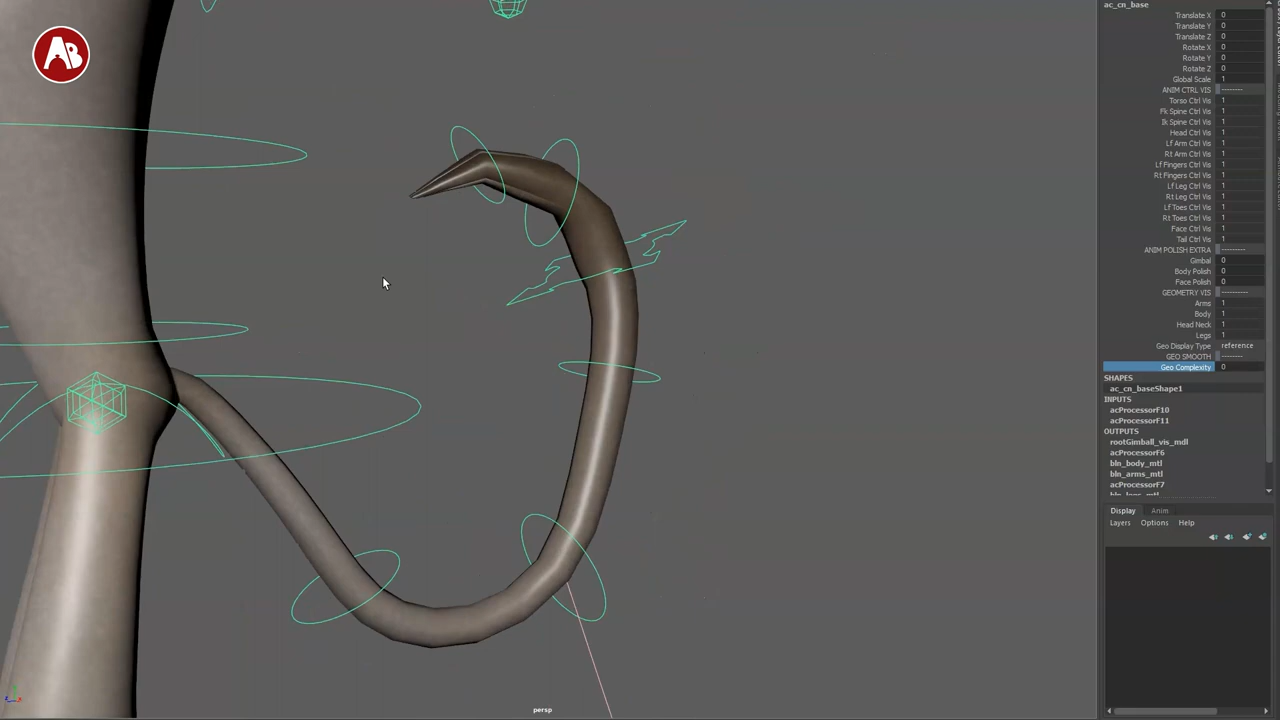 AB
ac_cn_base
Translate X 0
Translate Y 0
Translate Z 0
Rotate X 0
Rotate Y 0
Rotate Z 0
Global Scale 1
ANIM CTRL VIS --------
Torso Ctrl Vis 1
Fk Spine Ctrl Vis 1
Ik Spine Ctrl Vis 1
Head Ctrl Vis 1
Lf Arm Ctrl Vis 1
Rt Arm Ctrl Vis 1
Lf Fingers Ctrl Vis 1
Rt Fingers Ctrl Vis 1
Lf Leg Ctrl Vis 1
Rt Leg Ctrl Vis 1
Lf Toes Ctrl Vis 1
Rt Toes Ctrl Vis 1
Face Ctrl Vis 1
Tail Ctrl Vis 1
ANIM POLISH EXTRA ---------
Gimbal 0
Body Polish 0
Face Polish 0
GEOMETRY VIS ----------
Arms 1
Body 1
Head Neck 1
Legs 1
Geo Display Type reference
GEO SMOOTH --------
Geo Complexity 0
SHAPES
ac_cn_baseShape1
INPUTS
acProcessorF10
acProcessorF11
OUTPUTS
rootGimball_vis_mdl
acProcessorF6
bln_body_mtl
bln_arms_mtl
acProcessorF7
Display Anim
Layers Options Help
persp